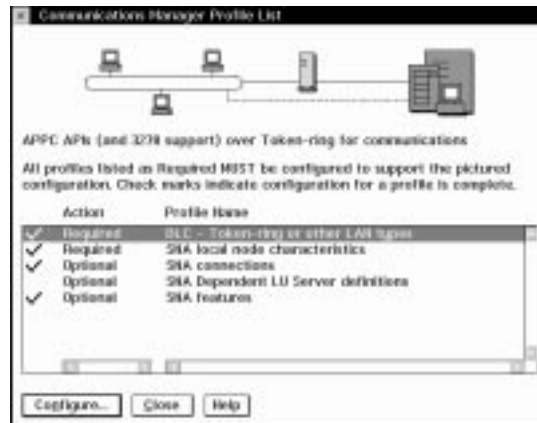 Communications Manager Profile List
APPC APIs (and 3270 support) over Token-ring for communications
All profiles listed as Required MUST be configured to support the pictured
configuration. Check marks indicate configuration for a profile is complete.
Action Profile Name
✓ Required DLC - Token-ring or other LAN types
✓ Required SNA local node characteristics
✓ Optional SNA connections
Optional SNA Dependent LU Server definitions
✓ Optional SNA features
Configure... Close Help